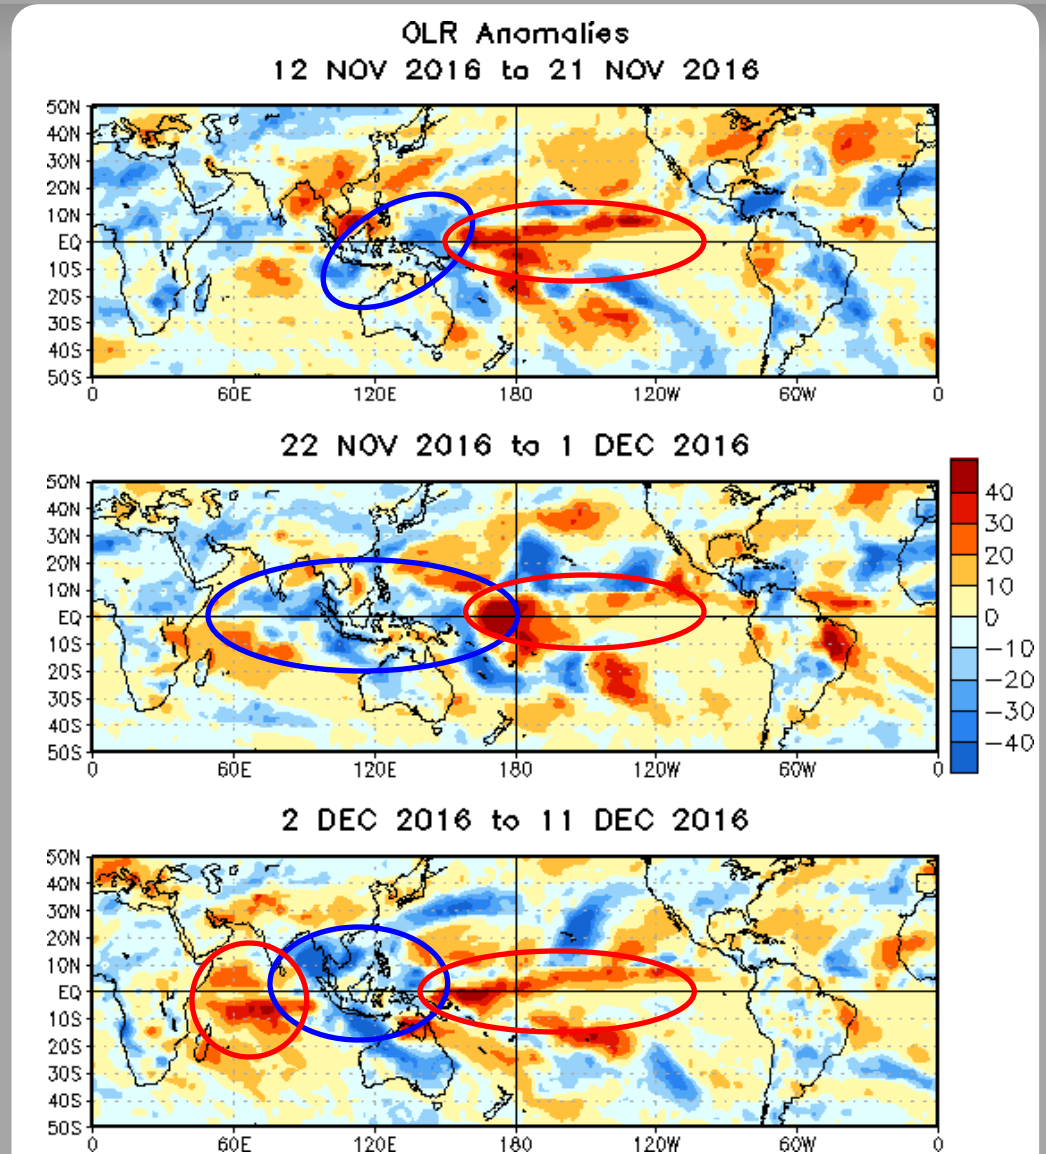 OLR Anomalies
12 NOV 2016 to 21 NOV 2016
50N
40N
30N
20N
10N
EQ
10S
20S
30S
40S
50S
0 60E 120E 180 120W 60W 0
22 NOV 2016 to 1 DEC 2016
50N
40N
30N
20N
10N
EQ
10S
20S
30S
40S
50S
0 60E 120E 180 120W 60W 0
40
30
20
10
0
−10
−20
−30
−40
2 DEC 2016 to 11 DEC 2016
50N
40N
30N
20N
10N
EQ
10S
20S
30S
40S
50S
0 60E 120E 180 120W 60W 0